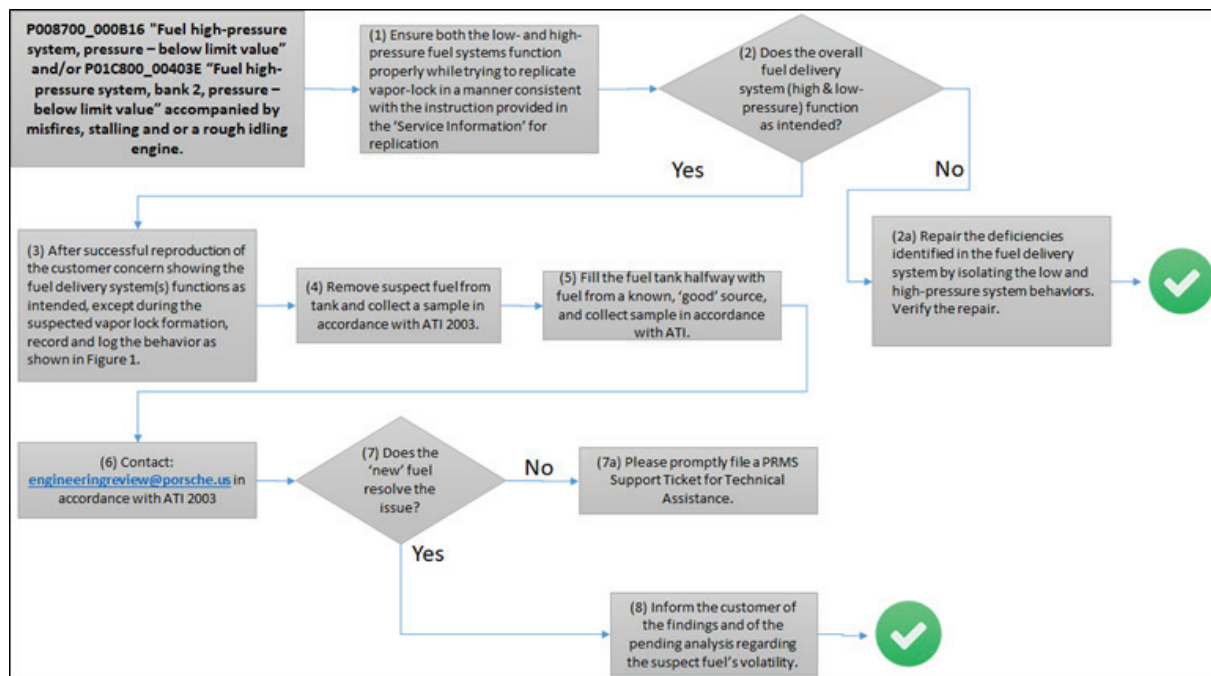 P008700_000B16 "Fuel high-pressure
system, pressure – below limit value"
and/or P01C800_00403E "Fuel high-
pressure system, bank 2, pressure –
below limit value" accompanied by
misfires, stalling and or a rough idling
engine.
(1) Ensure both the low- and high-
pressure fuel systems function
properly while trying to replicate
vapor-lock in a manner consistent
with the instruction provided in
the 'Service Information' for
replication
(2) Does the overall
fuel delivery
system (high & low-
pressure) function
as intended?
Yes
No
(2a) Repair the deficiencies
identified in the fuel delivery
system by isolating the low and
high-pressure system behaviors.
Verify the repair.
(3) After successful reproduction of
the customer concern showing the
fuel delivery system(s) functions as
intended, except during the
suspected vapor lock formation,
record and log the behavior as
shown in Figure 1.
(4) Remove suspect fuel from
tank and collect a sample in
accordance with ATI 2003.
(5) Fill the fuel tank halfway with
fuel from a known, 'good' source,
and collect sample in accordance
with ATI.
(6) Contact:
engineeringreview@porsche.us in
accordance with ATI 2003
(7) Does the
'new' fuel
resolve the
issue?
No
(7a) Please promptly file a PRMS
Support Ticket for Technical
Assistance.
Yes
(8) Inform the customer of
the findings and of the
pending analysis regarding
the suspect fuel's volatility.